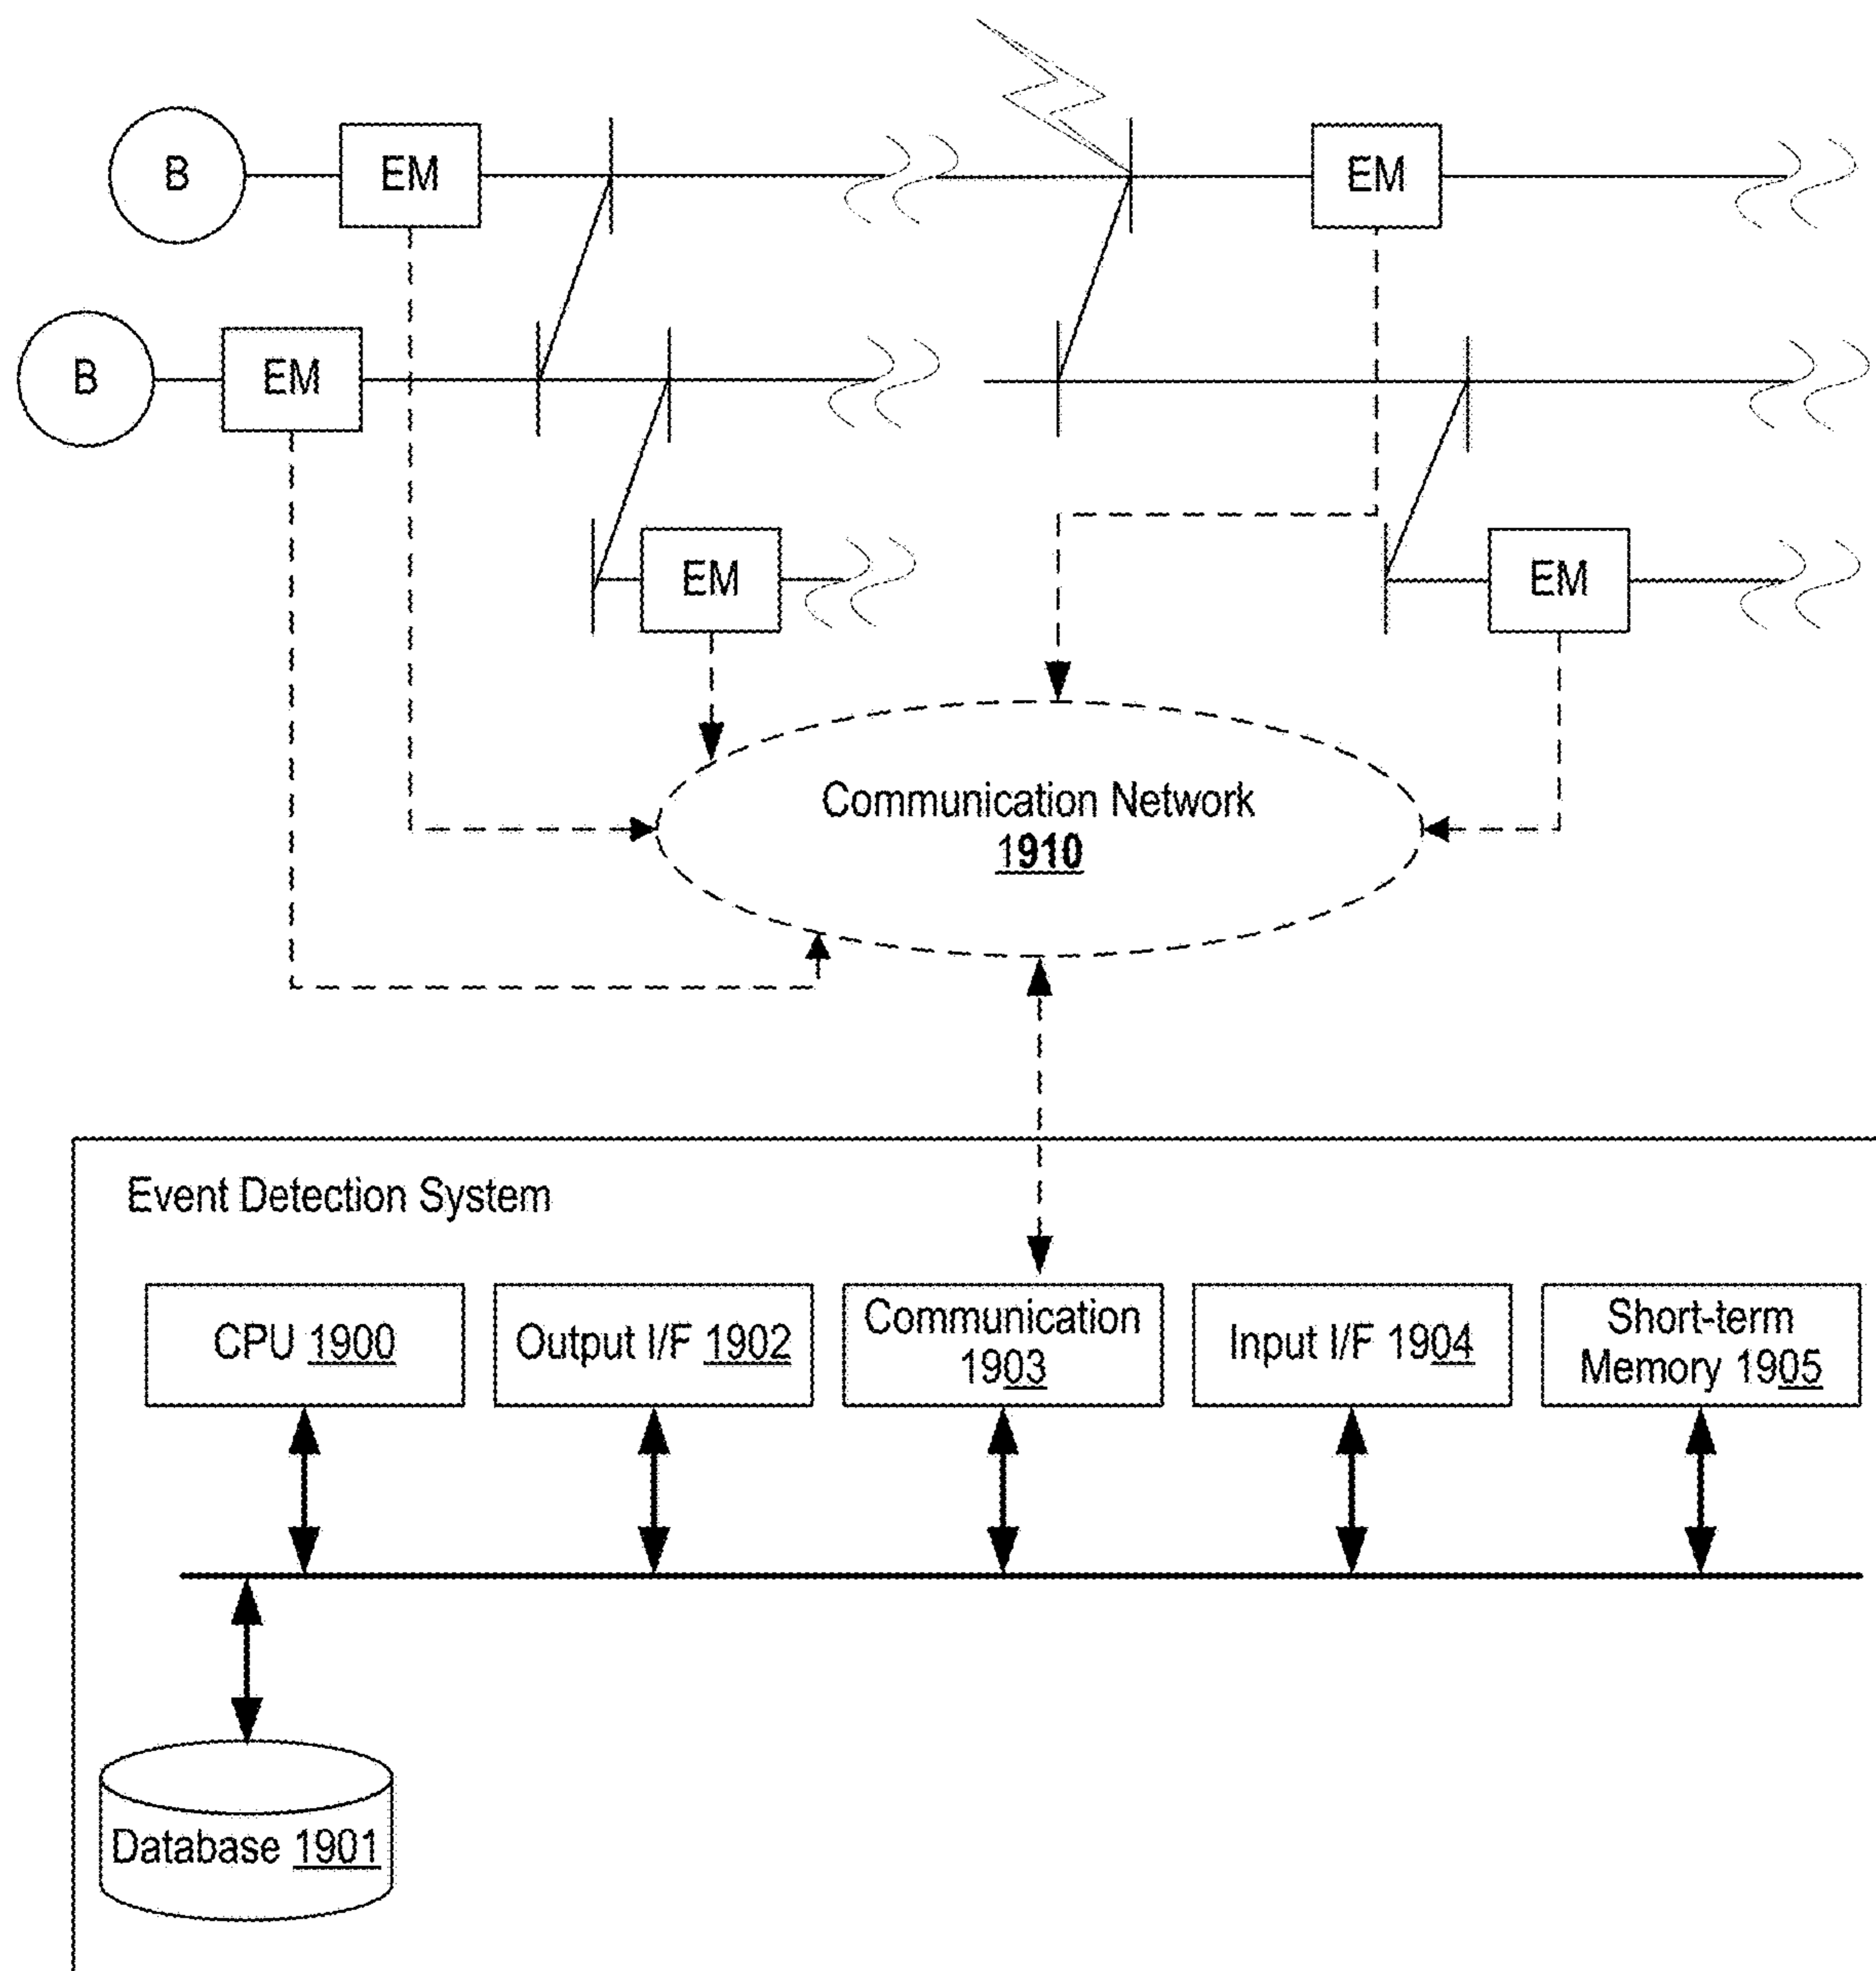 B
EM
EM
B
EM
EM
EM
Communication Network
1910
Event Detection System
CPU 1900
Output I/F 1902
Communication
1903
Input I/F 1904
Short-term
Memory 1905
Database 1901